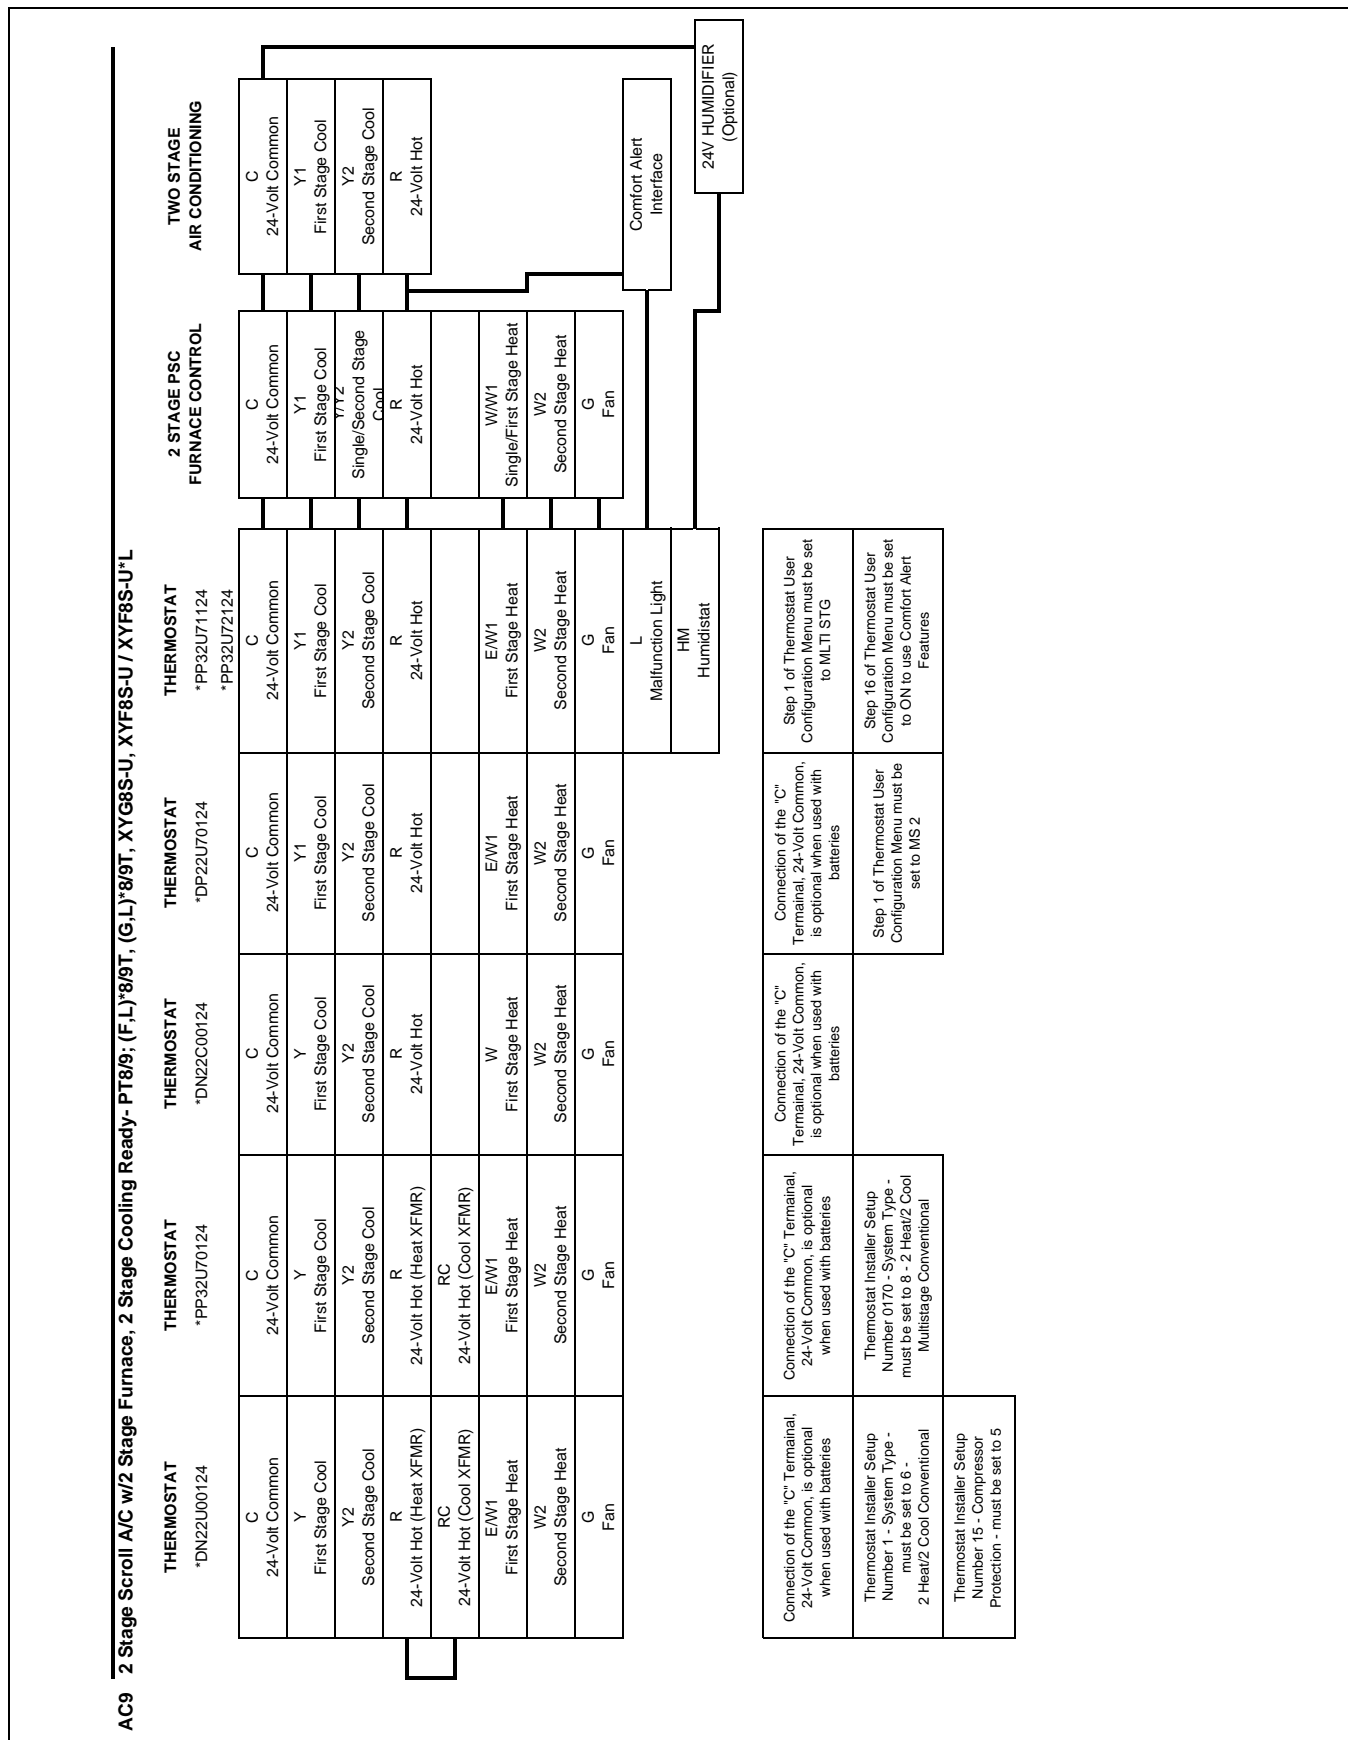 AC9 2 Stage Scroll A/C w/2 Stage Furnace, 2 Stage Cooling Ready- PT8/9; (F,L)*8/9T, (G,L)*8/9T, XYG8S-U, XYF8S-U / XYF8S-U*L
THERMOSTAT
*DN22U00124
C
24-Volt Common
Y
First Stage Cool
Y2
Second Stage Cool
R
24-Volt Hot (Heat XFMR)
RC
24-Volt Hot (Cool XFMR)
E/W1
First Stage Heat
W2
Second Stage Heat
G
Fan
Connection of the "C" Termainal,
24-Volt Common, is optional
when used with batteries
Thermostat Installer Setup
Number 1 - System Type -
must be set to 6 -
2 Heat/2 Cool Conventional
Thermostat Installer Setup
Number 15 - Compressor
Protection - must be set to 5
THERMOSTAT
*PP32U70124
C
24-Volt Common
Y
First Stage Cool
Y2
Second Stage Cool
R
24-Volt Hot (Heat XFMR)
RC
24-Volt Hot (Cool XFMR)
E/W1
First Stage Heat
W2
Second Stage Heat
G
Fan
Connection of the "C" Termainal,
24-Volt Common, is optional
when used with batteries
Thermostat Installer Setup
Number 0170 - System Type -
must be set to 8 - 2 Heat/2 Cool
Multistage Conventional
THERMOSTAT
*DN22C00124
C
24-Volt Common
Y
First Stage Cool
Y2
Second Stage Cool
R
24-Volt Hot
W
First Stage Heat
W2
Second Stage Heat
G
Fan
Connection of the "C"
Termainal, 24-Volt Common,
is optional when used with
batteries
THERMOSTAT
*DP22U70124
C
24-Volt Common
Y1
First Stage Cool
Y2
Second Stage Cool
R
24-Volt Hot
E/W1
First Stage Heat
W2
Second Stage Heat
G
Fan
Connection of the "C"
Termainal, 24-Volt Common,
is optional when used with
batteries
Step 1 of Thermostat User
Configuration Menu must be
set to MS 2
THERMOSTAT
*PP32U71124
*PP32U72124
C
24-Volt Common
Y1
First Stage Cool
Y2
Second Stage Cool
R
24-Volt Hot
E/W1
First Stage Heat
W2
Second Stage Heat
G
Fan
L
Malfunction Light
HM
Humidistat
Step 1 of Thermostat User
Configuration Menu must be set
to MLTI STG
Step 16 of Thermostat User
Configuration Menu must be set
to ON to use Comfort Alert
Features
2 STAGE PSC
FURNACE CONTROL
C
24-Volt Common
Y1
First Stage Cool
Y/Y2
Single/Second Stage
Cool
R
24-Volt Hot
W/W1
Single/First Stage Heat
W2
Second Stage Heat
G
Fan
TWO STAGE
AIR CONDITIONING
C
24-Volt Common
Y1
First Stage Cool
Y2
Second Stage Cool
R
24-Volt Hot
Comfort Alert
Interface
24V HUMIDIFIER
(Optional)